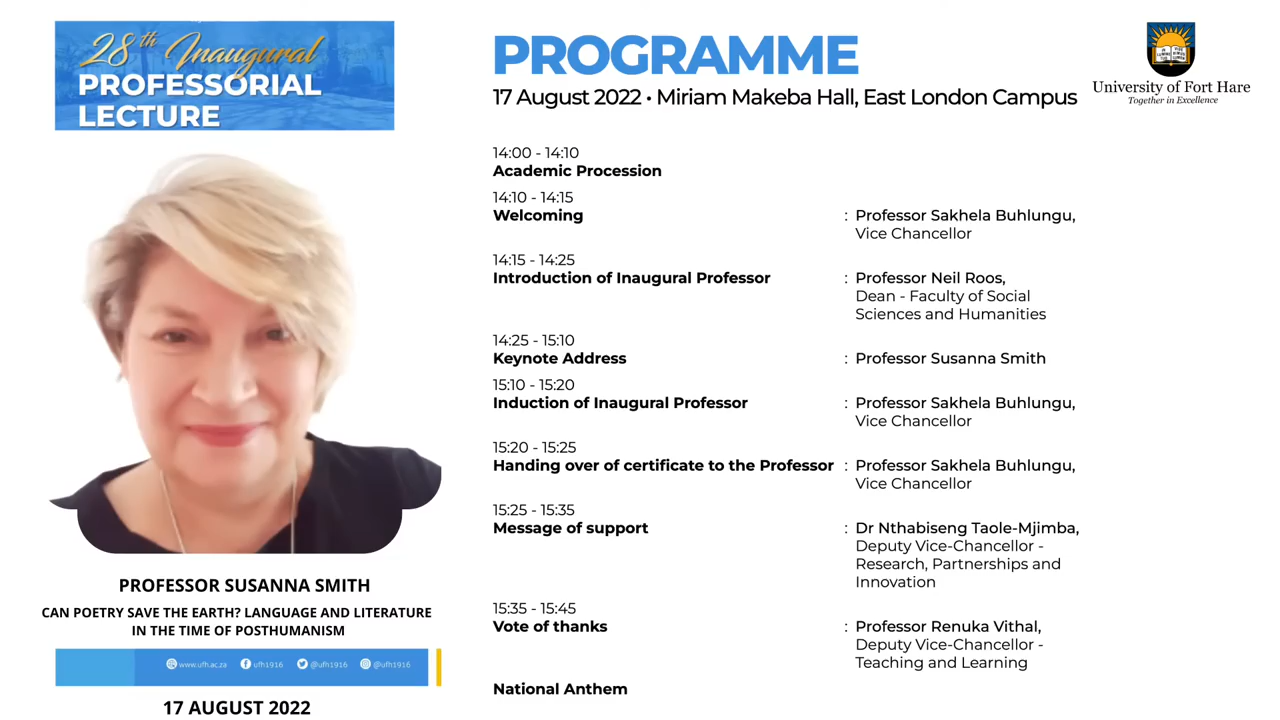 28th Inaugural
PROFESSORIAL
LECTURE
PROFESSOR SUSANNA SMITH
CAN POETRY SAVE THE EARTH? LANGUAGE AND LITERATURE
IN THE TIME OF POSTHUMANISM
www.ufh.ac.za ufh1916 @ufh1916 @ufh1916
17 AUGUST 2022
PROGRAMME
17 August 2022 • Miriam Makeba Hall, East London Campus
University of Fort Hare
Together in Excellence
14:00 - 14:10
Academic Procession
14:10 - 14:15
Welcoming : Professor Sakhela Buhlungu,
Vice Chancellor
14:15 - 14:25
Introduction of Inaugural Professor : Professor Neil Roos,
Dean - Faculty of Social
Sciences and Humanities
14:25 - 15:10
Keynote Address : Professor Susanna Smith
15:10 - 15:20
Induction of Inaugural Professor : Professor Sakhela Buhlungu,
Vice Chancellor
15:20 - 15:25
Handing over of certificate to the Professor : Professor Sakhela Buhlungu,
Vice Chancellor
15:25 - 15:35
Message of support : Dr Nthabiseng Taole-Mjimba,
Deputy Vice-Chancellor -
Research, Partnerships and
Innovation
15:35 - 15:45
Vote of thanks : Professor Renuka Vithal,
Deputy Vice-Chancellor -
Teaching and Learning
National Anthem